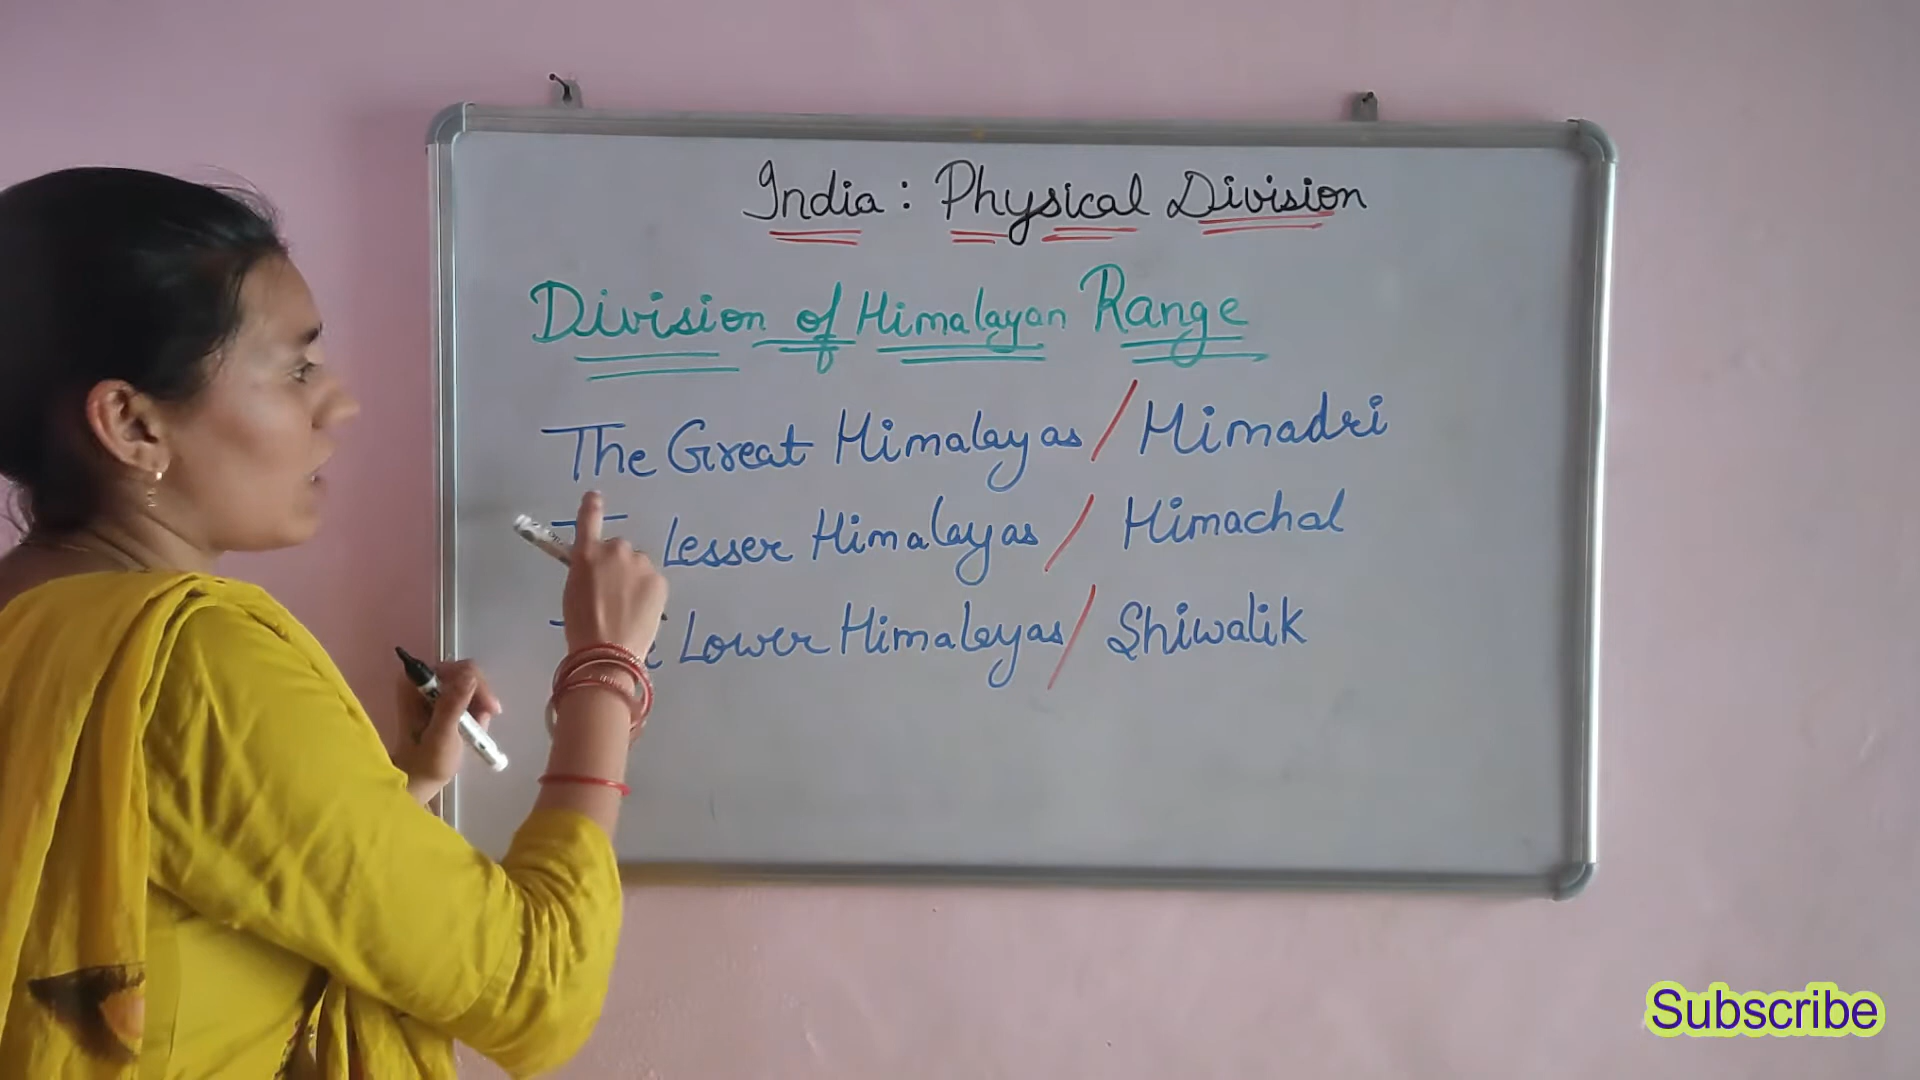 India: Physical Division
Division of Himalayan Range
The Great Himalayas / Himadri
Lesser Himalayas / Himachal
Lower Himalayas / Shiwalik
Subscribe